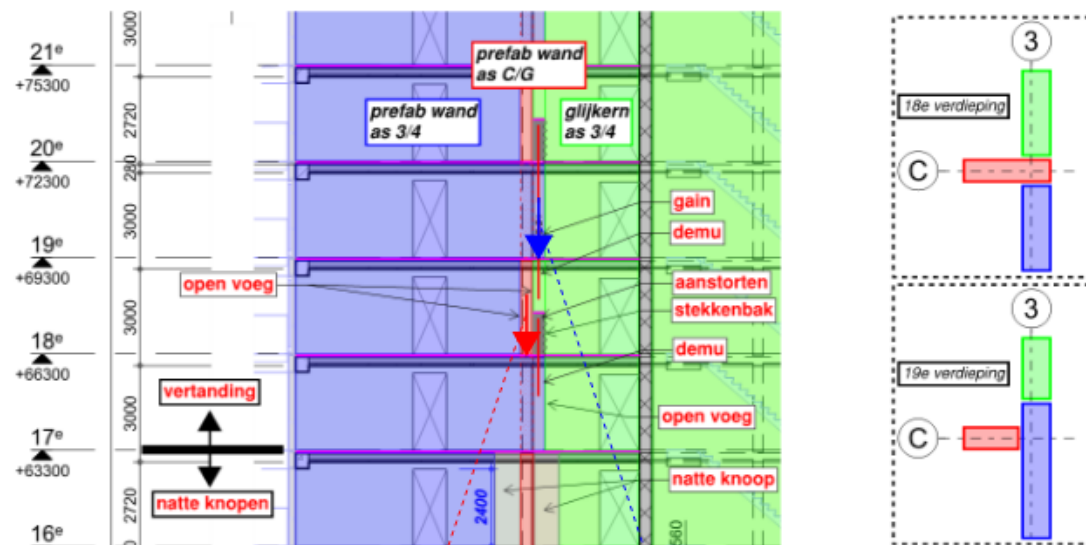 3000
21e
+75300
2720
20e
+72300
280
3000
19e
+69300
3000
18e
+66300
3000
17e
+63300
2720
16e
prefab wand
as C/G
prefab wand
as 3/4
glijkern
as 3/4
gain
demu
open voeg
aanstorten
stekkenbak
demu
vertanding
open voeg
natte knopen
natte knoop
2400
560
3
18e verdieping
C
3
19e verdieping
C